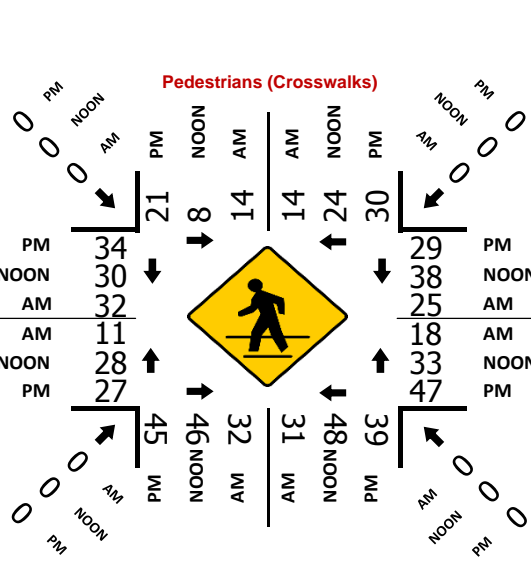 Pedestrians (Crosswalks)
PM NOON AM
0 0 0
PM NOON AM AM NOON PM
21 8 14 14 24 30
PM NOON AM
0 0 0
PM 34 29 PM
NOON 30 38 NOON
AM 32 25 AM
AM 11 18 AM
NOON 28 33 NOON
PM 27 47 PM
45 46 32 31 48 39
PM NOON AM AM NOON PM
0 0 0
AM NOON PM
0 0 0
AM NOON PM